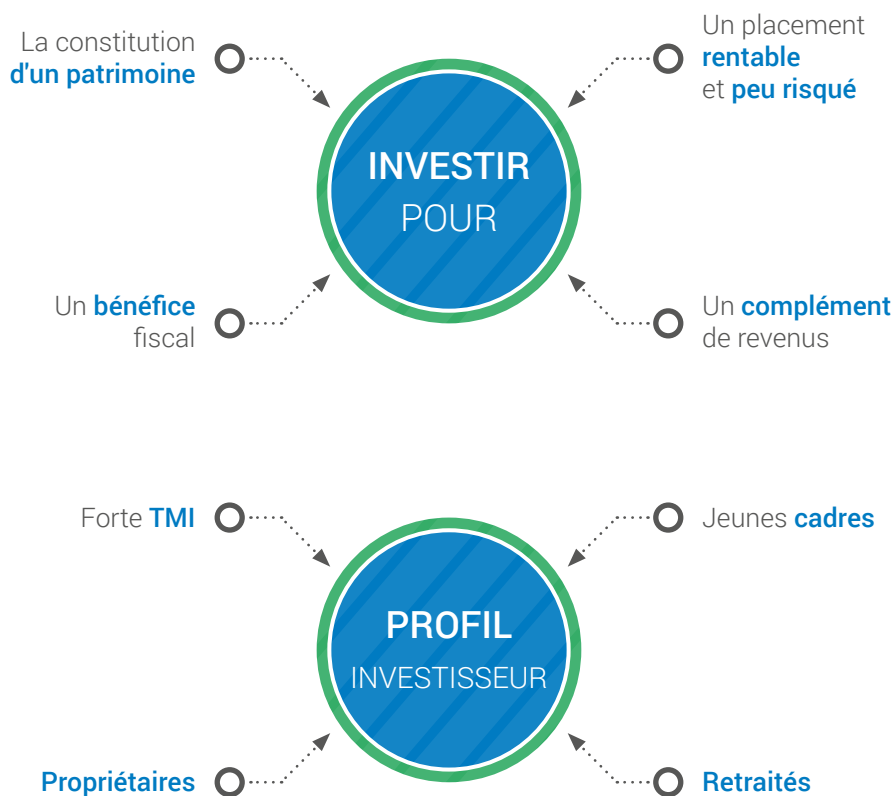 La constitution
d'un patrimoine
Un placement
rentable
et peu risqué
INVESTIR
POUR
Un bénéfice
fiscal
Un complément
de revenus
Forte TMI
Jeunes cadres
PROFIL
INVESTISSEUR
Propriétaires
Retraités